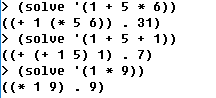 > (solve '(1 + 5 * 6))
((+ 1 (* 5 6)) . 31)
> (solve '(1 + 5 + 1))
((+ (+ 1 5) 1) . 7)
> (solve '(1 * 9))
((* 1 9) . 9)